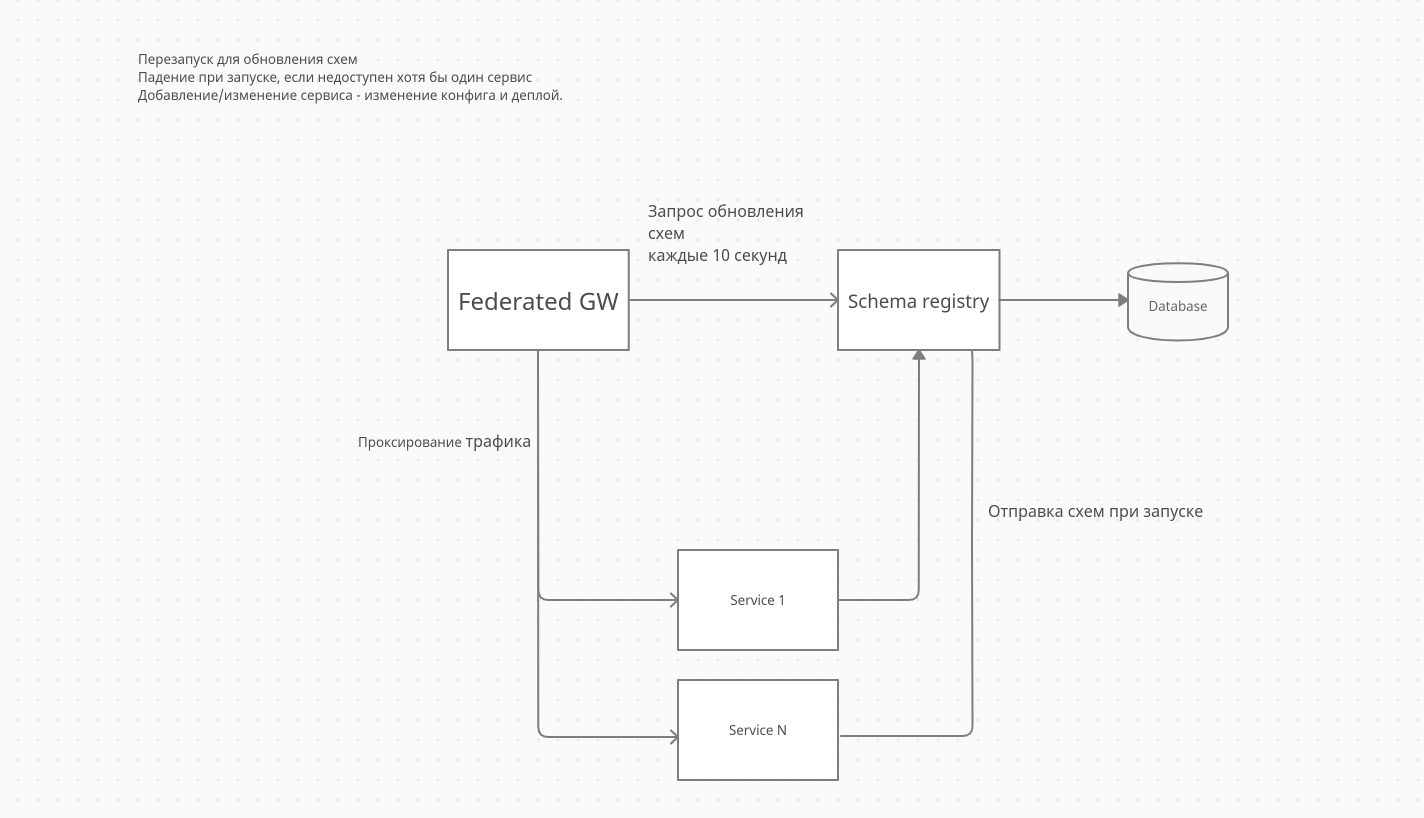 Перезапуск для обновления схем
Падение при запуске, если недоступен хотя бы один сервис
Добавление/изменение сервиса - изменение конфига и деплой.
Запрос обновления
схем
каждые 10 секунд
Federated GW
Schema registry
Database
Проксирование трафика
Отправка схем при запуске
Service 1
Service N